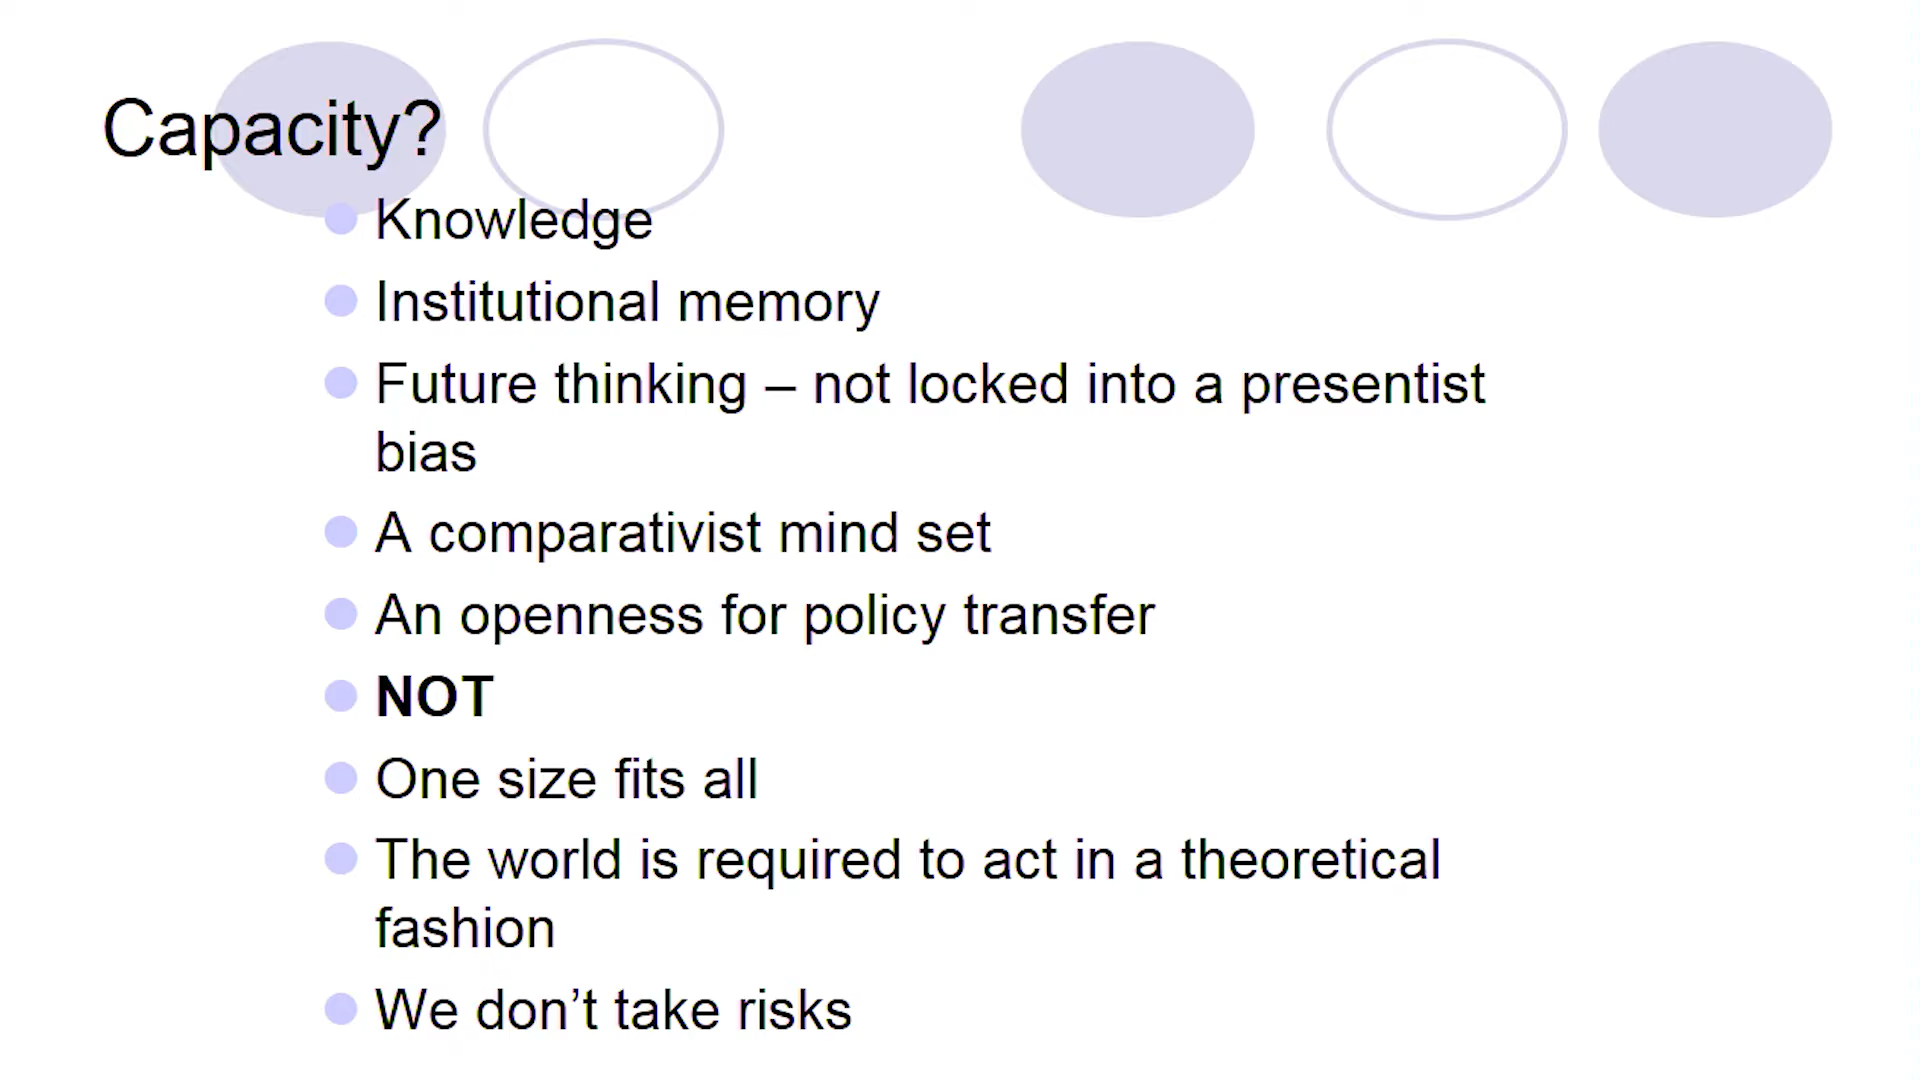 Capacity?
Knowledge
Institutional memory
Future thinking – not locked into a presentist
bias
A comparativist mind set
An openness for policy transfer
NOT
One size fits all
The world is required to act in a theoretical
fashion
We don’t take risks